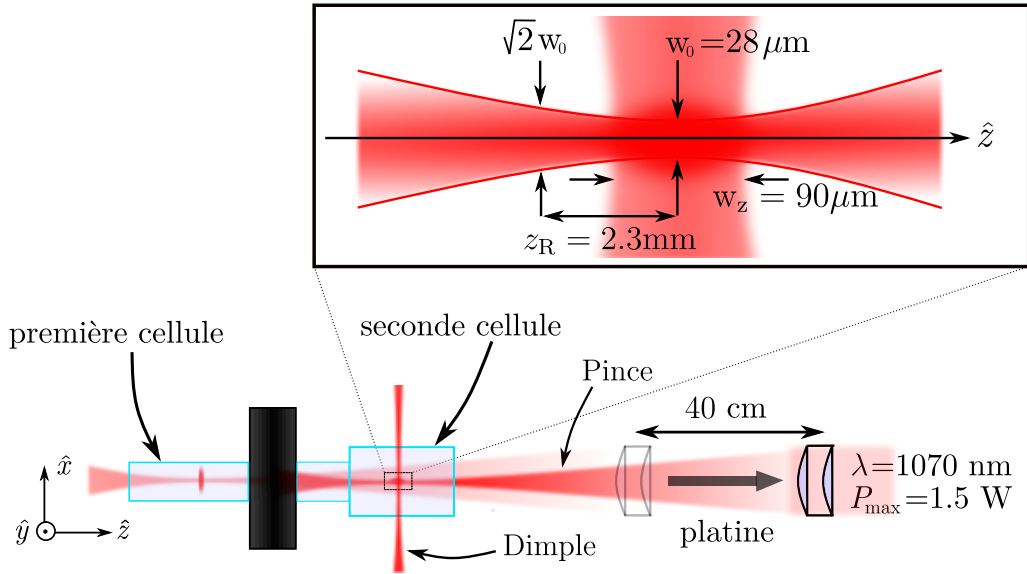 √2 w₀
w₀ = 28 μm
ẑ
w_z = 90μm
z_R = 2.3mm
première cellule
seconde cellule
Pince
40 cm
x̂
ŷ
ẑ
λ=1070 nm
P_max =1.5 W
platine
Dimple